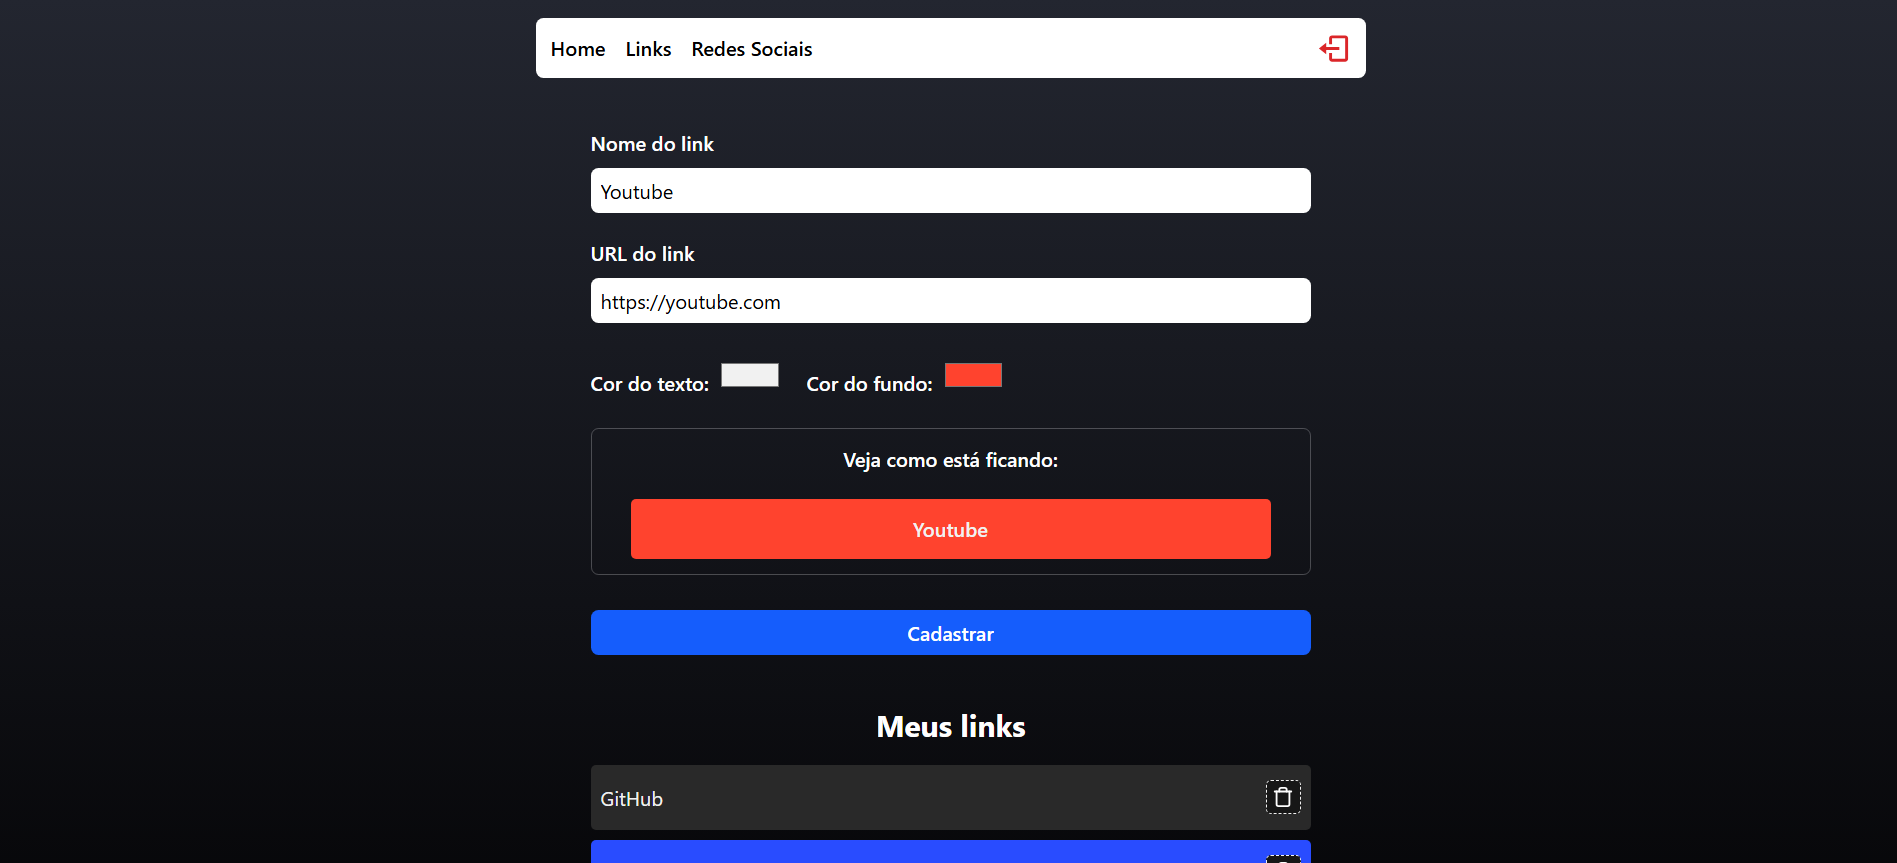 Home Links Redes Sociais
Nome do link
Youtube
URL do link
https://youtube.com
Cor do texto: Cor do fundo:
Veja como está ficando:
Youtube
Cadastrar
Meus links
GitHub